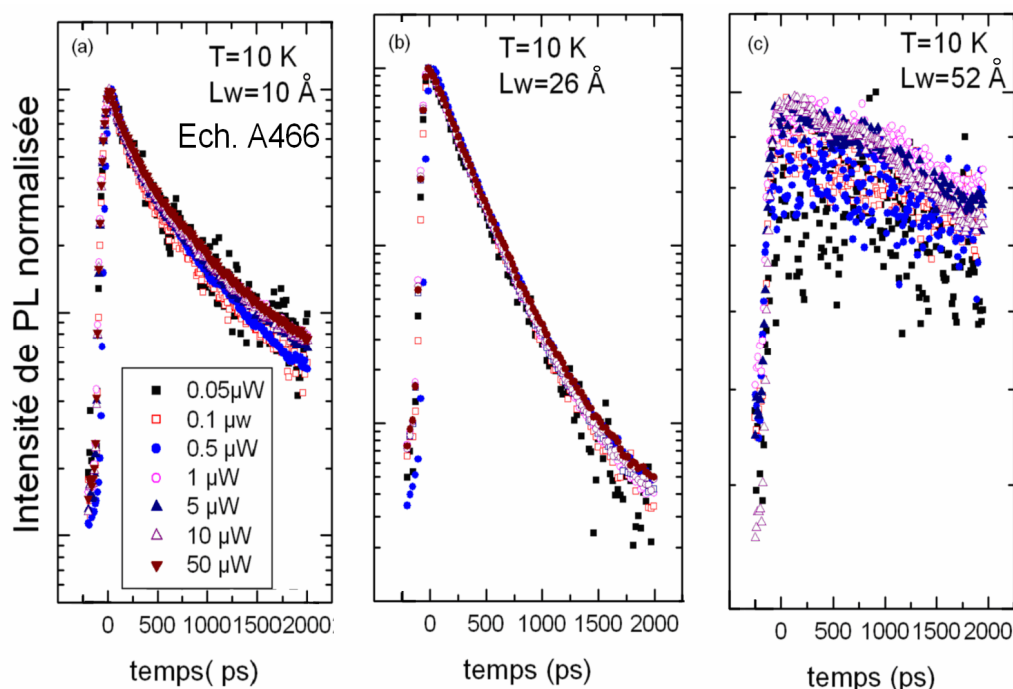 Intensité de PL normalisée
(a)
T=10 K
Lw=10 Å
Ech. A466
0.05µW
0.1 µw
0.5 µW
1 µW
5 µW
10 µW
50 µW
0 500 1000 1500 2000
temps( ps)
(b)
T=10 K
Lw=26 Å
0 500 1000 1500 2000
temps (ps)
(c)
T=10 K
Lw=52 Å
0 500 1000 1500 2000
temps (ps)